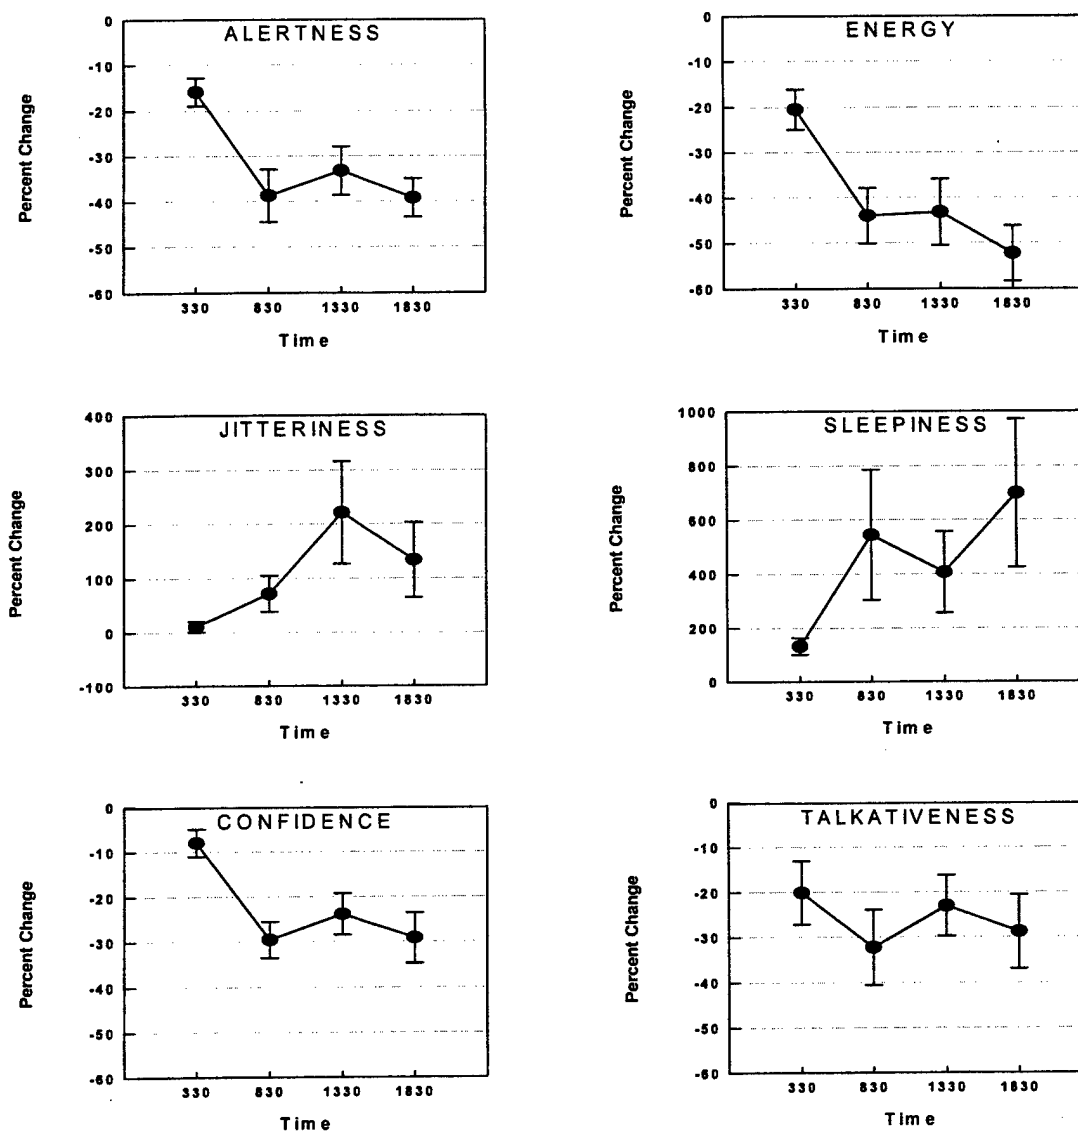 ALERTNESS
0
-10
-20
-30
-40
-50
-60
Percent Change
330 830 1330 1830
Time
ENERGY
0
-10
-20
-30
-40
-50
-60
Percent Change
330 830 1330 1830
Time
JITTERINESS
400
300
200
100
0
-100
Percent Change
330 830 1330 1830
Time
SLEEPINESS
1000
800
600
400
200
0
Percent Change
330 830 1330 1830
Time
CONFIDENCE
0
-10
-20
-30
-40
-50
-60
Percent Change
330 830 1330 1830
Time
TALKATIVENESS
0
-10
-20
-30
-40
-50
-60
Percent Change
330 830 1330 1830
Time